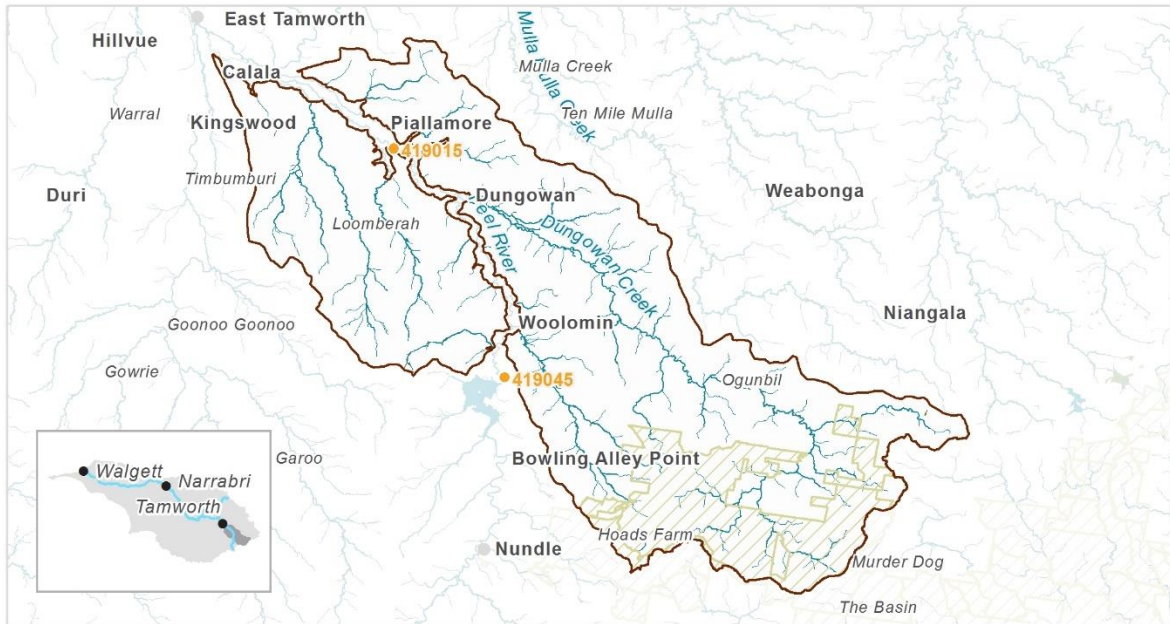 East Tamworth
Hillvue
Mulla Mulla Creek
Mulla Creek
Calala
Ten Mile Mulla
Warral
Kingswood
Piallamore
419015
Timbumburi
Weabonga
Duri
Dungowan
Loomberah
Peel River
Dungowan Creek
Niangala
Goonoo Goonoo
Woolomin
Gowrie
419045
Ogunbil
Garoo
Bowling Alley Point
Walgett
Narrabri
Tamworth
Hoads Farm
Nundle
Murder Dog
The Basin